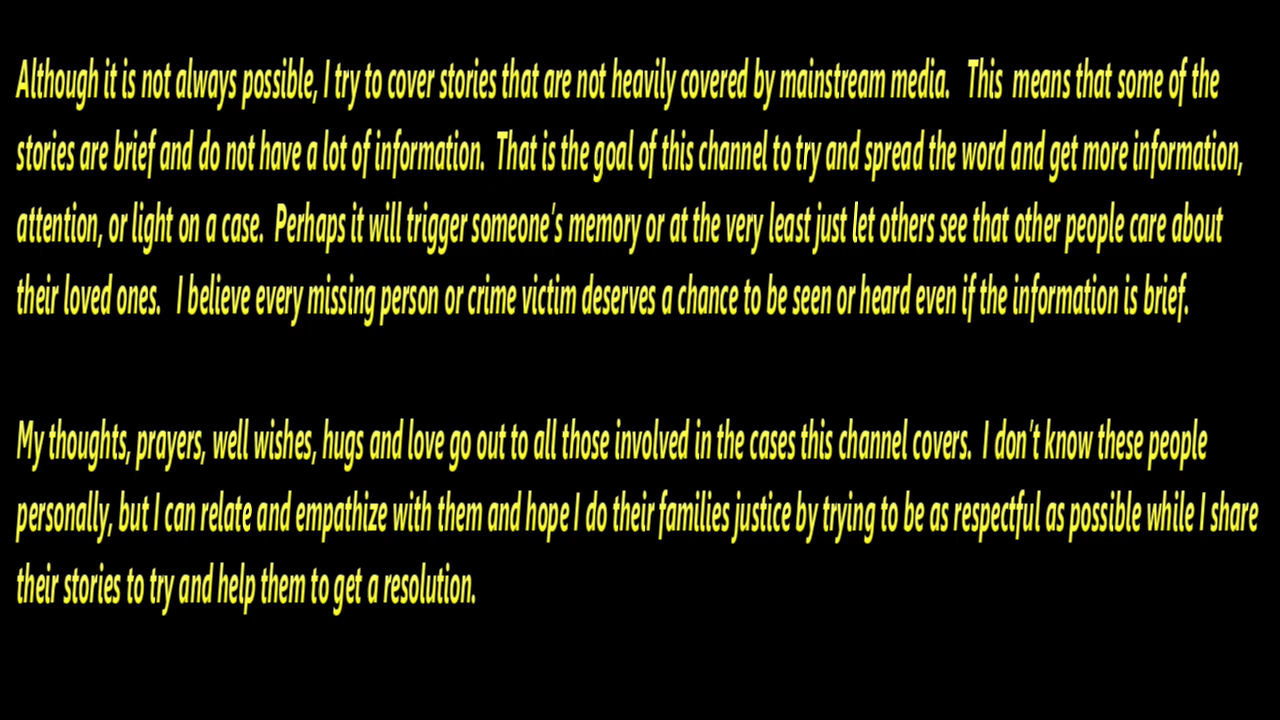 Although it is not always possible, I try to cover stories that are not heavily covered by mainstream media.   This  means that some of the
stories are brief and do not have a lot of information.  That is the goal of this channel to try and spread the word and get more information,
attention, or light on a case.  Perhaps it will trigger someone's memory or at the very least just let others see that other people care about
their loved ones.   I believe every missing person or crime victim deserves a chance to be seen or heard even if the information is brief.
My thoughts, prayers, well wishes, hugs and love go out to all those involved in the cases this channel covers.  I don't know these people
personally, but I can relate and empathize with them and hope I do their families justice by trying to be as respectful as possible while I share
their stories to try and help them to get a resolution.